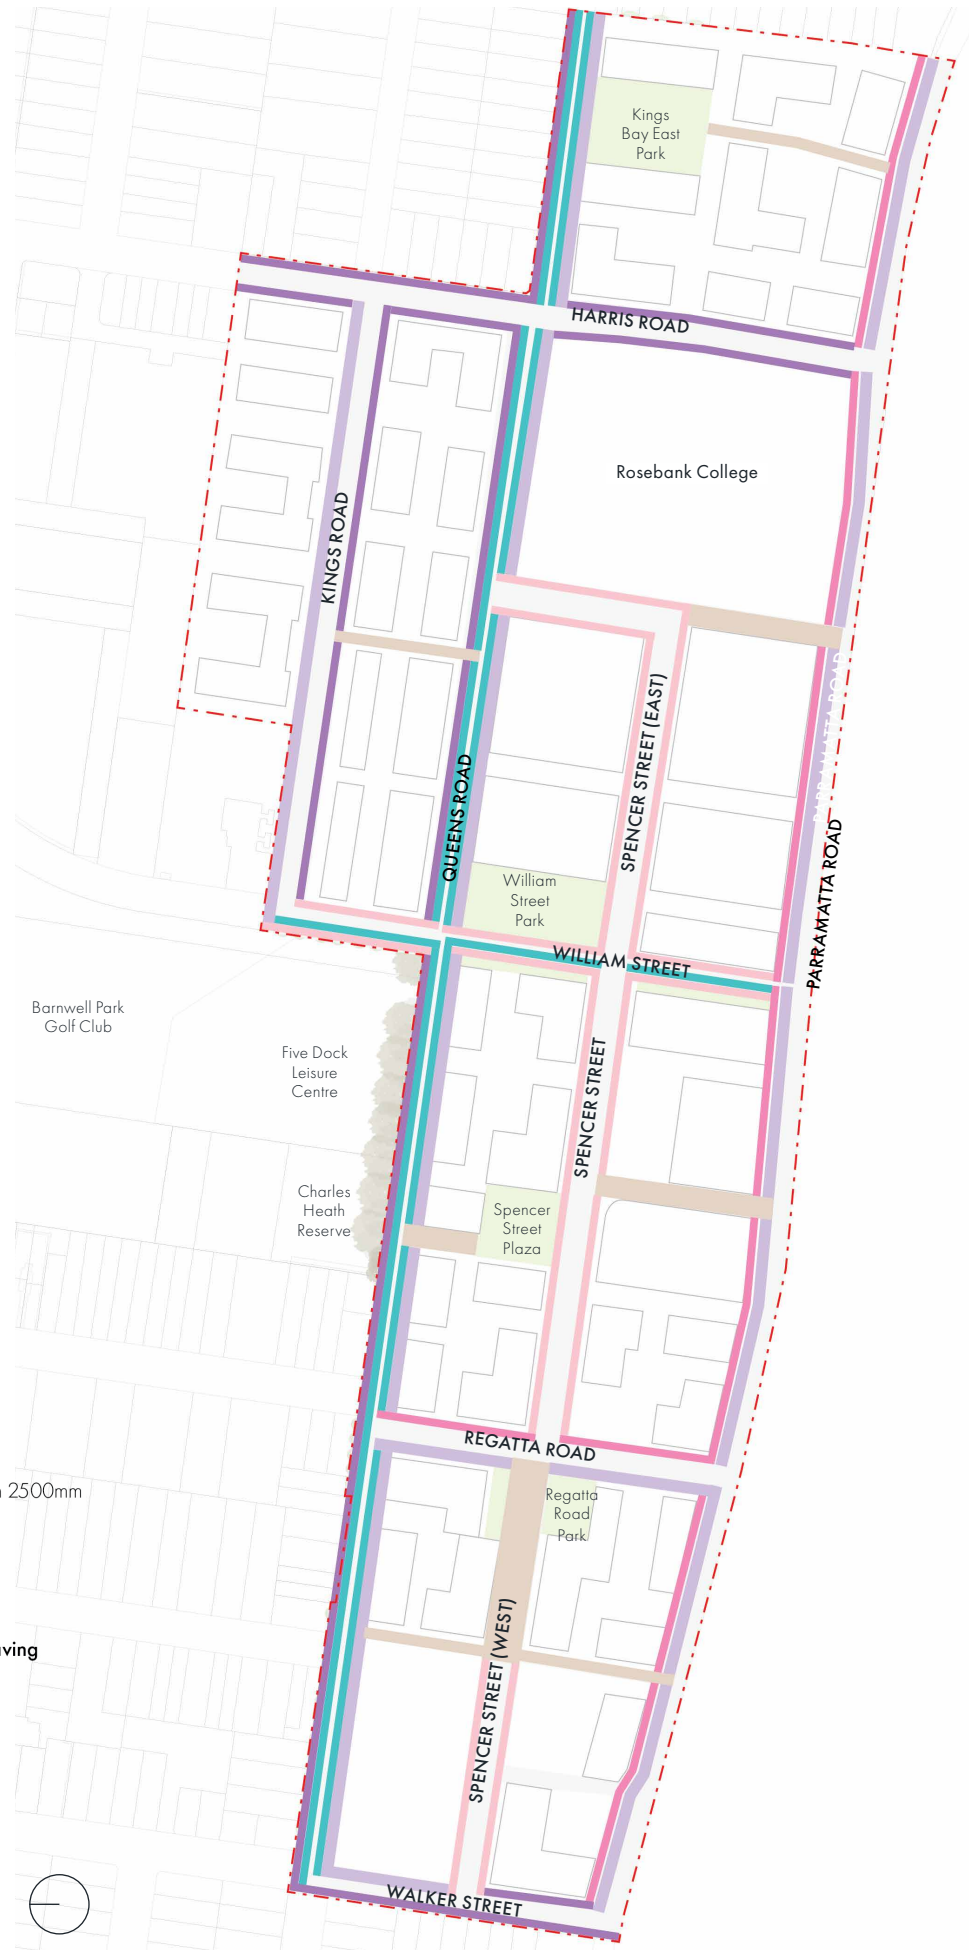 Kings
Bay East
Park
HARRIS ROAD
Rosebank College
KINGS ROAD
SPENCER STREET (EAST)
PARRAMATTA ROAD
QUEENS ROAD
PARRAMATTA ROAD
William
Street
Park
WILLIAM STREET
Barnwell Park
Golf Club
Five Dock
Leisure
Centre
SPENCER STREET
Charles
Heath
Reserve
Spencer
Street
Plaza
REGATTA ROAD
2500mm
Regatta
Road
Park
SPENCER STREET (WEST)
WALKER STREET